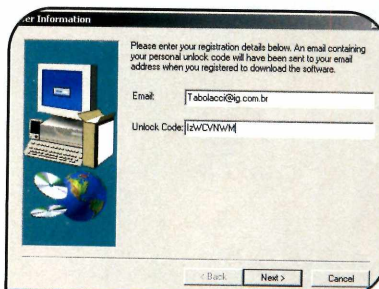 er Information
Please enter your registration details below. An email containing
your personal unlock code will have been sent to your email
address when you registered to download the software.
Email: Tabolacci@ig.com.br
Unlock Code: IzWCVNWM
< Back Next > Cancel